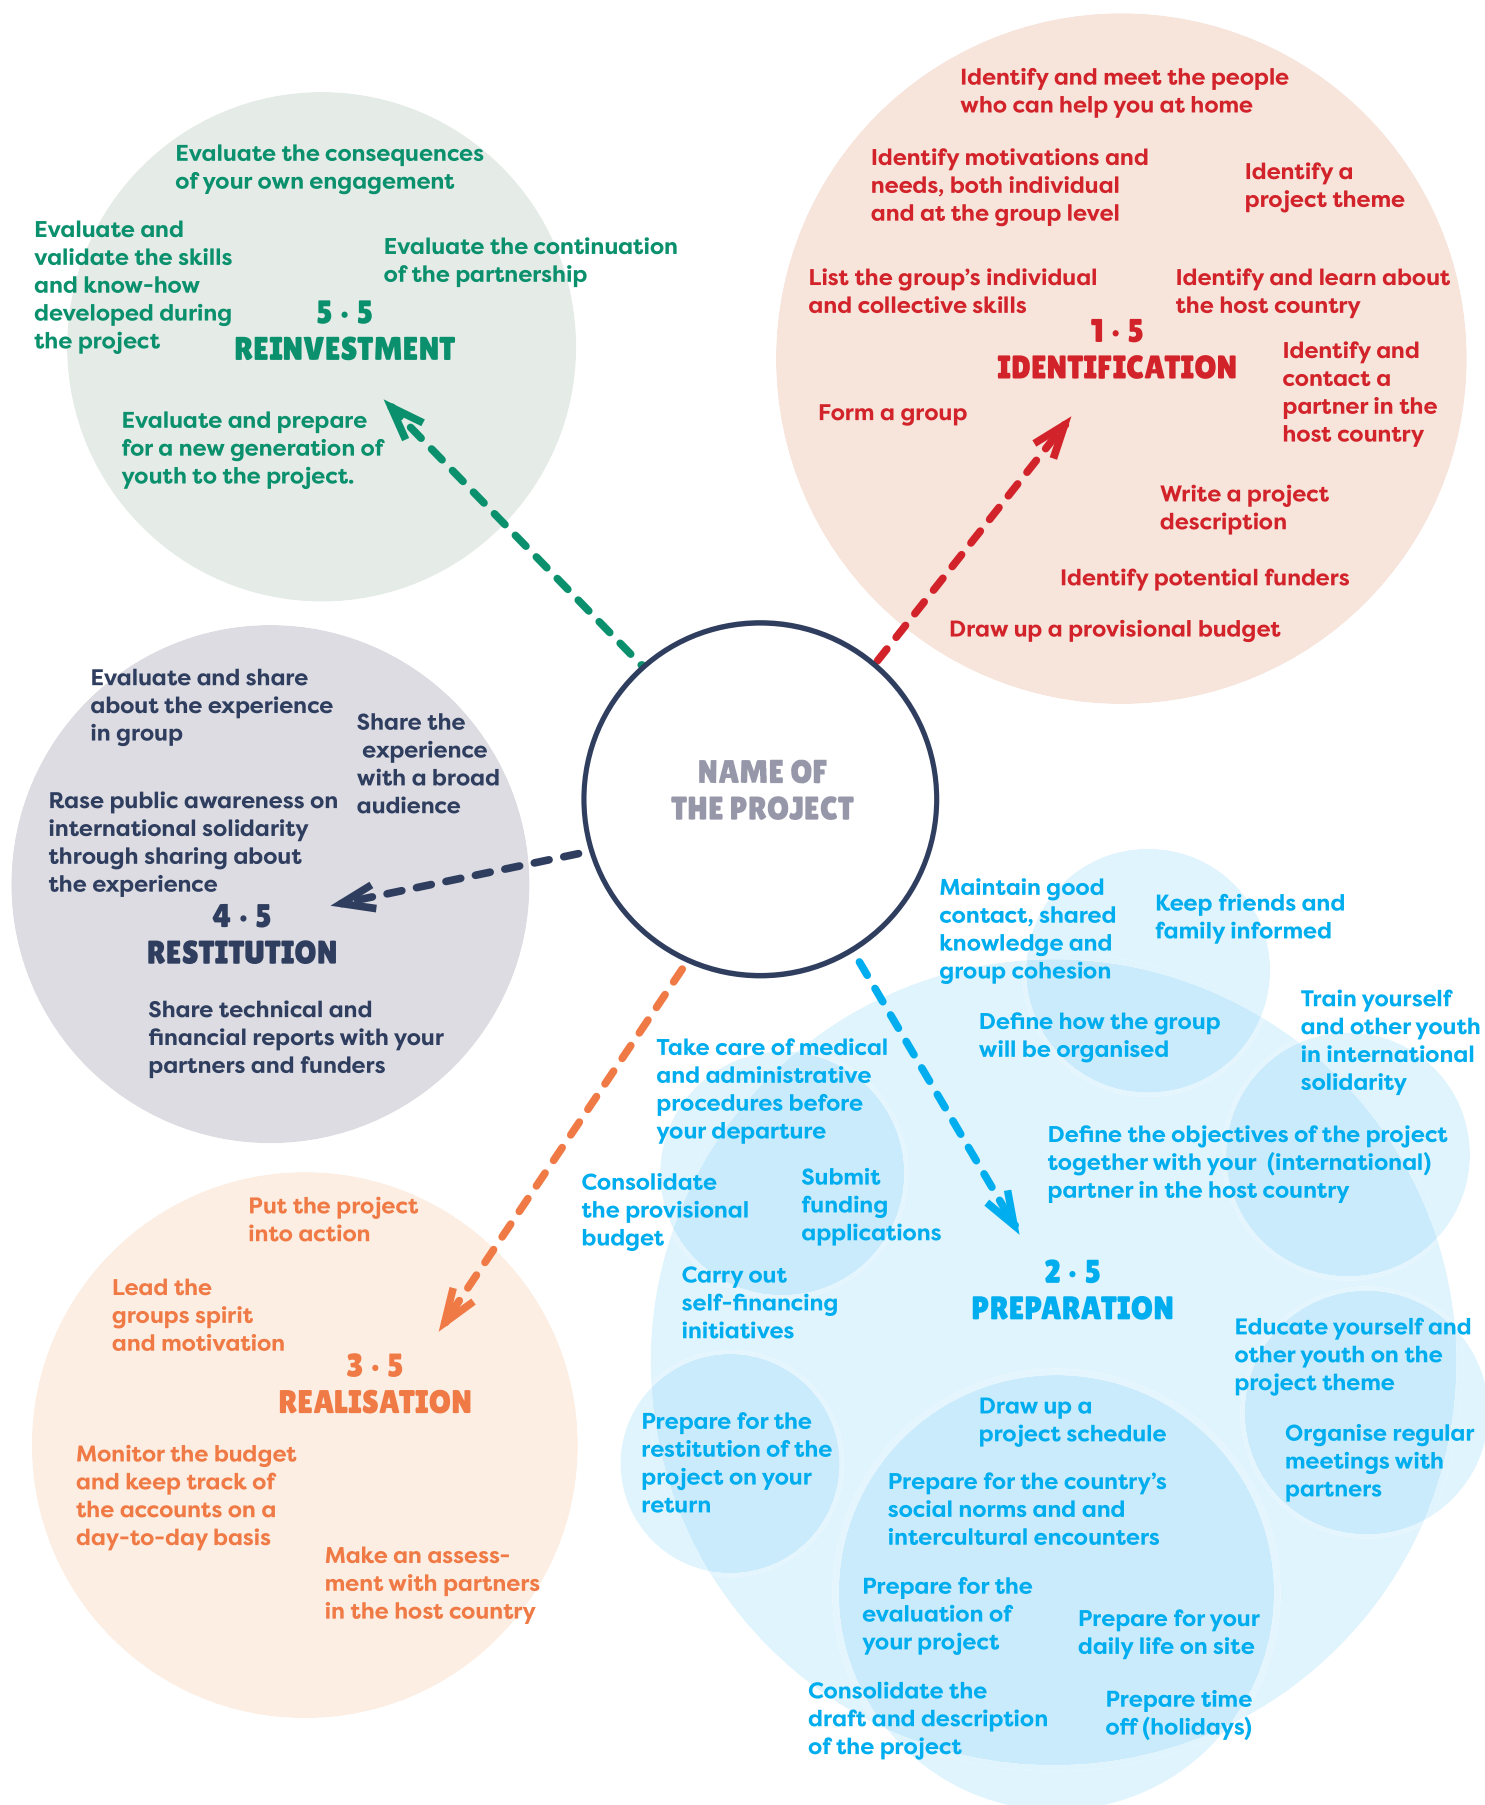 Identify and meet the people
who can help you at home
Identify motivations and
needs, both individual
and at the group level
Identify a
project theme
List the group's individual
and collective skills
Identify and learn about
the host country
1 · 5
IDENTIFICATION
Identify and
contact a
partner in the
host country
Form a group
Write a project
description
Identify potential funders
Draw up a provisional budget
Evaluate the consequences
of your own engagement
Evaluate and
validate the skills
and know-how
developed during
the project
Evaluate the continuation
of the partnership
5 · 5
REINVESTMENT
Evaluate and prepare
for a new generation of
youth to the project.
NAME OF
THE PROJECT
Evaluate and share
about the experience
in group
Share the
experience
with a broad
audience
Rase public awareness on
international solidarity
through sharing about
the experience
4 · 5
RESTITUTION
Share technical and
financial reports with your
partners and funders
Maintain good
contact, shared
knowledge and
group cohesion
Keep friends and
family informed
Define how the group
will be organised
Train yourself
and other youth
in international
solidarity
Take care of medical
and administrative
procedures before
your departure
Define the objectives of the project
together with your (international)
partner in the host country
Consolidate
the provisional
budget
Submit
funding
applications
Carry out
self-financing
initiatives
2 · 5
PREPARATION
Educate yourself and
other youth on the
project theme
Organise regular
meetings with
partners
Prepare for the
restitution of the
project on your
return
Draw up a
project schedule
Prepare for the country's
social norms and and
intercultural encounters
Prepare for the
evaluation of
your project
Prepare for your
daily life on site
Consolidate the
draft and description
of the project
Prepare time
off (holidays)
Put the project
into action
Lead the
groups spirit
and motivation
3 · 5
REALISATION
Monitor the budget
and keep track of
the accounts on a
day-to-day basis
Make an assess-
ment with partners
in the host country